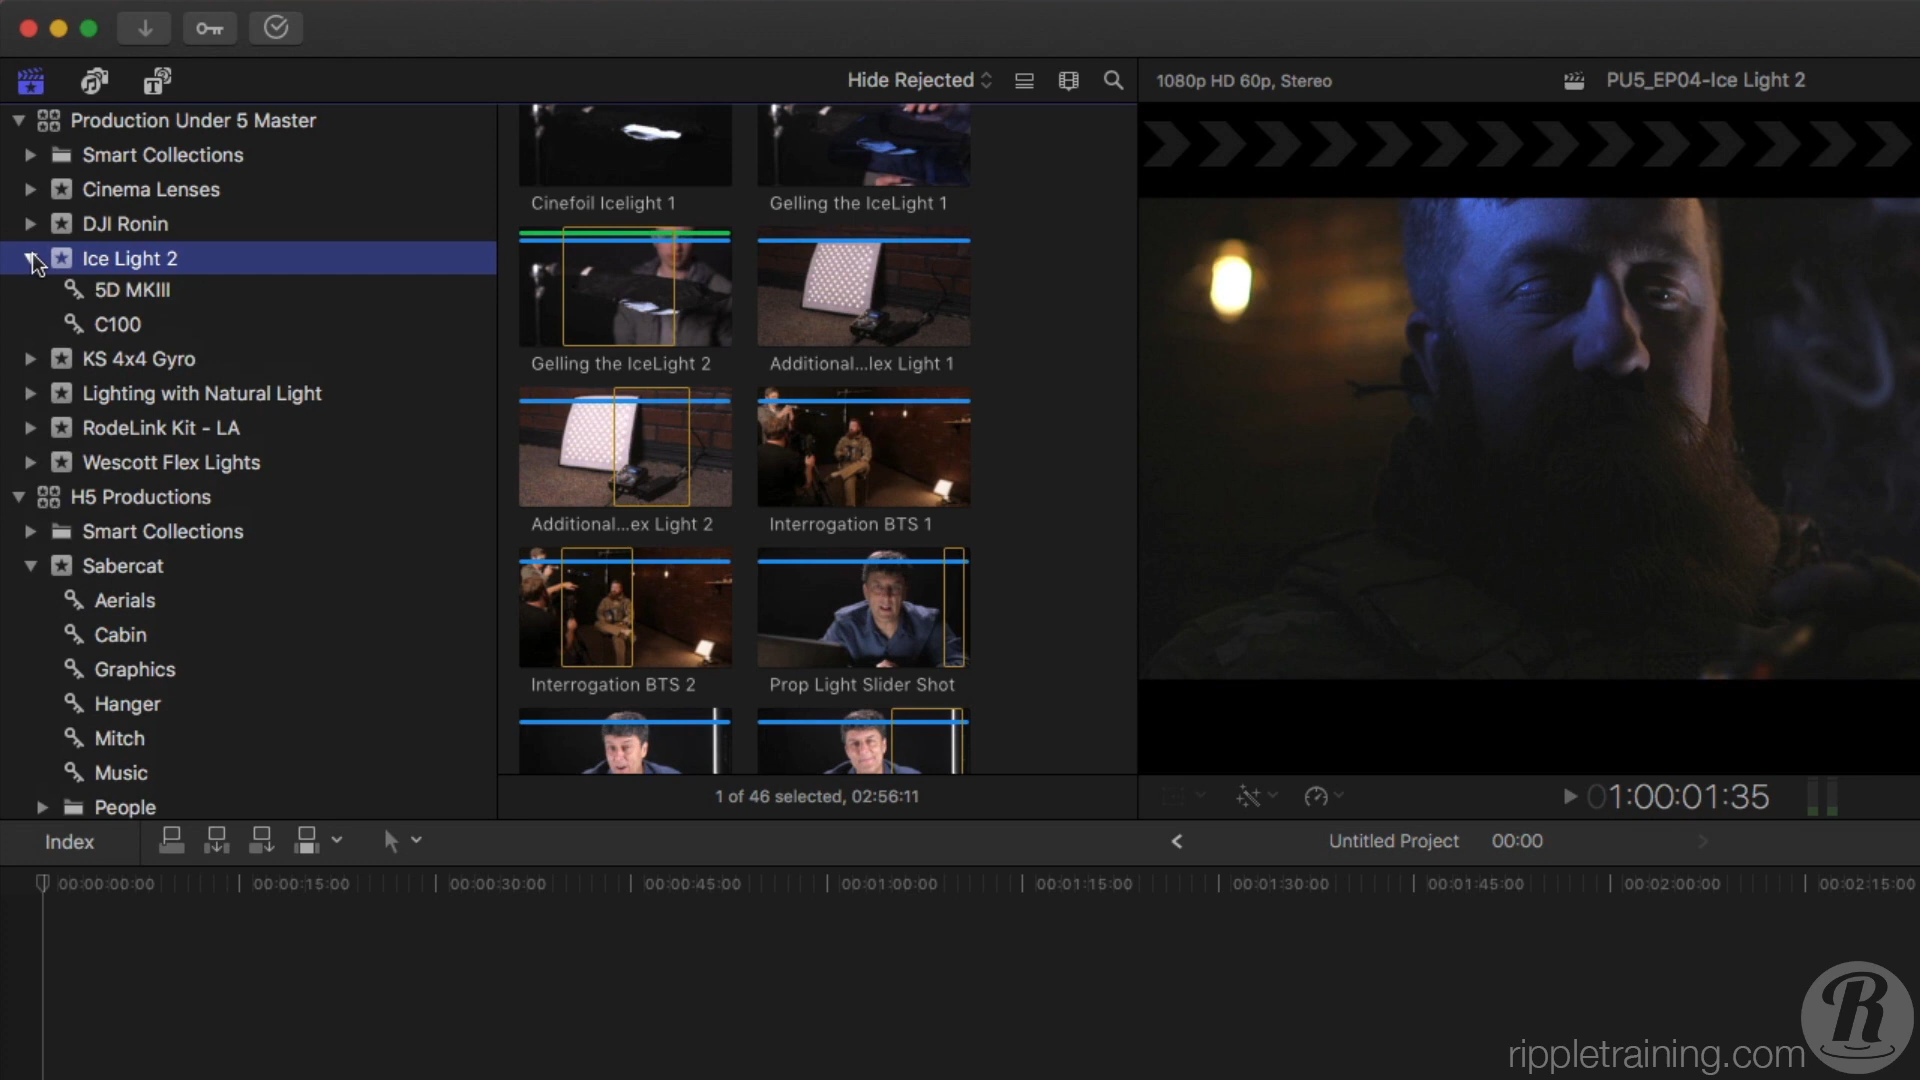 Hide Rejected
1080p HD 60p, Stereo
PU5_EP04-Ice Light 2
Production Under 5 Master
Smart Collections
Cinema Lenses
DJI Ronin
Ice Light 2
5D MKIII
C100
KS 4x4 Gyro
Lighting with Natural Light
RodeLink Kit - LA
Wescott Flex Lights
H5 Productions
Smart Collections
Sabercat
Aerials
Cabin
Graphics
Hanger
Mitch
Music
People
Cinefoil Icelight 1
Gelling the IceLight 1
Gelling the IceLight 2
Additional...lex Light 1
Additional...ex Light 2
Interrogation BTS 1
Interrogation BTS 2
Prop Light Slider Shot
1 of 46 selected, 02:56:11
01:00:01:35
Index
Untitled Project
00:00
00:00:00:00
00:00:15:00
00:00:30:00
00:00:45:00
00:01:00:00
00:01:15:00
00:01:30:00
00:01:45:00
00:02:00:00
00:02:15:00
R
rippletraining.com